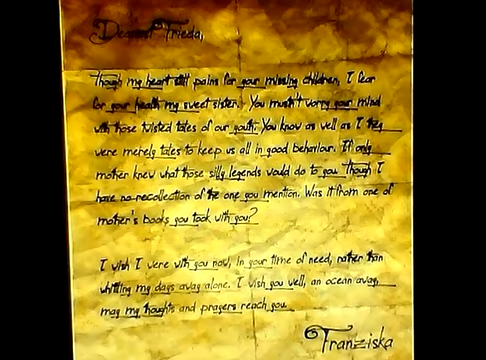 Dearest Frieda,
Though my heart still pains for your missing children, I fear
for your health my sweet sister. You mustn't worry your mind
with those twisted tales of our youth. You know as well as I they
were merely tales to keep us all in good behaviour. If only
mother knew what those silly legends would do to you. Though I
have no recollection of the one you mention. Was it from one of
mother's books you took with you?
I wish I were with you now, in your time of need, rather than
whittling my days away alone. I wish you well, an ocean away,
may my thoughts and prayers reach you.
Franziska